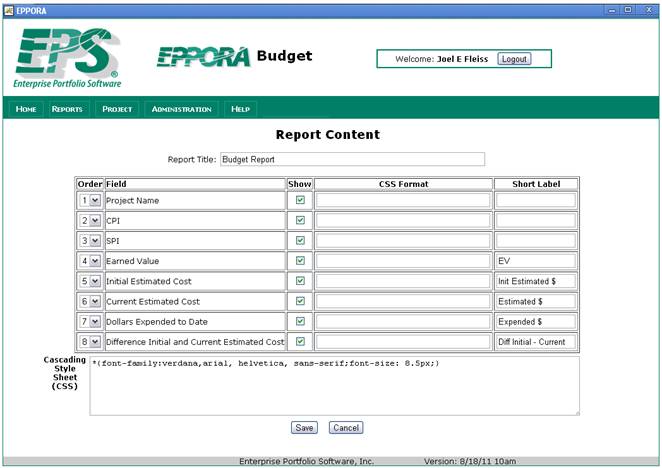 EPPORA
EPS®
Enterprise Portfolio Software
EPPORA Budget
Welcome: Joel E Fleiss Logout
HOME REPORTS PROJECT ADMINISTRATION HELP
Report Content
Report Title: Budget Report
Order Field Show CSS Format Short Label
1 Project Name
2 CPI
3 SPI
4 Earned Value EV
5 Initial Estimated Cost Init Estimated $
6 Current Estimated Cost Estimated $
7 Dollars Expended to Date Expended $
8 Difference Initial and Current Estimated Cost Diff Initial - Current
Cascading
Style
Sheet
(CSS)
*{font-family:verdana,arial, helvetica, sans-serif;font-size: 8.5px;}
Save Cancel
Enterprise Portfolio Software, Inc. Version: 8/18/11 10am